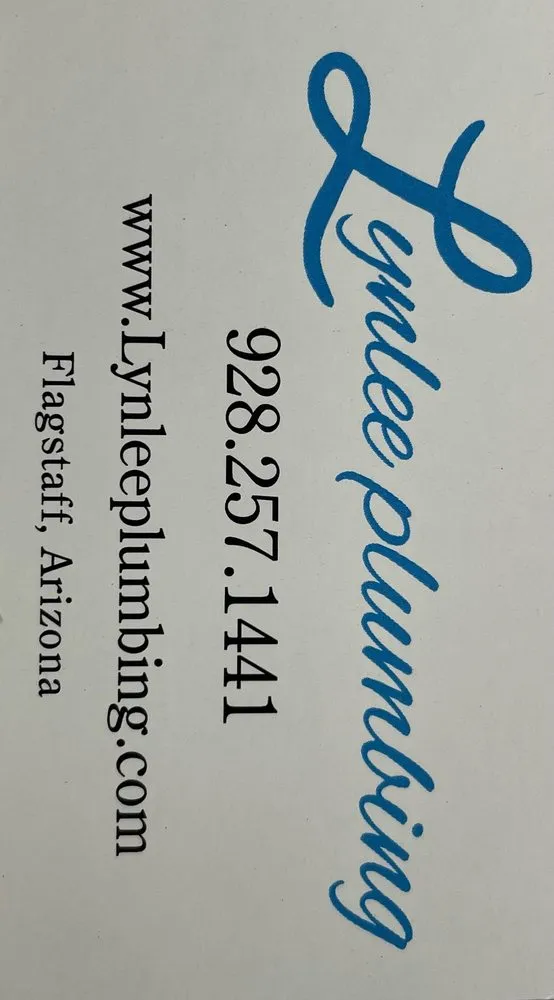 Lynlee plumbing
928.257.1441
www.Lynleeplumbing.com
Flagstaff, Arizona